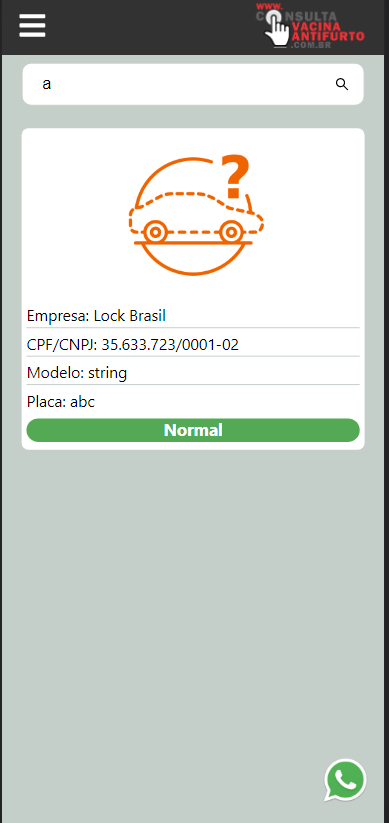 WWW.
CONSULTA
VACINA
ANTIFURTO
.COM.BR
a
?
Empresa: Lock Brasil
CPF/CNPJ: 35.633.723/0001-02
Modelo: string
Placa: abc
Normal